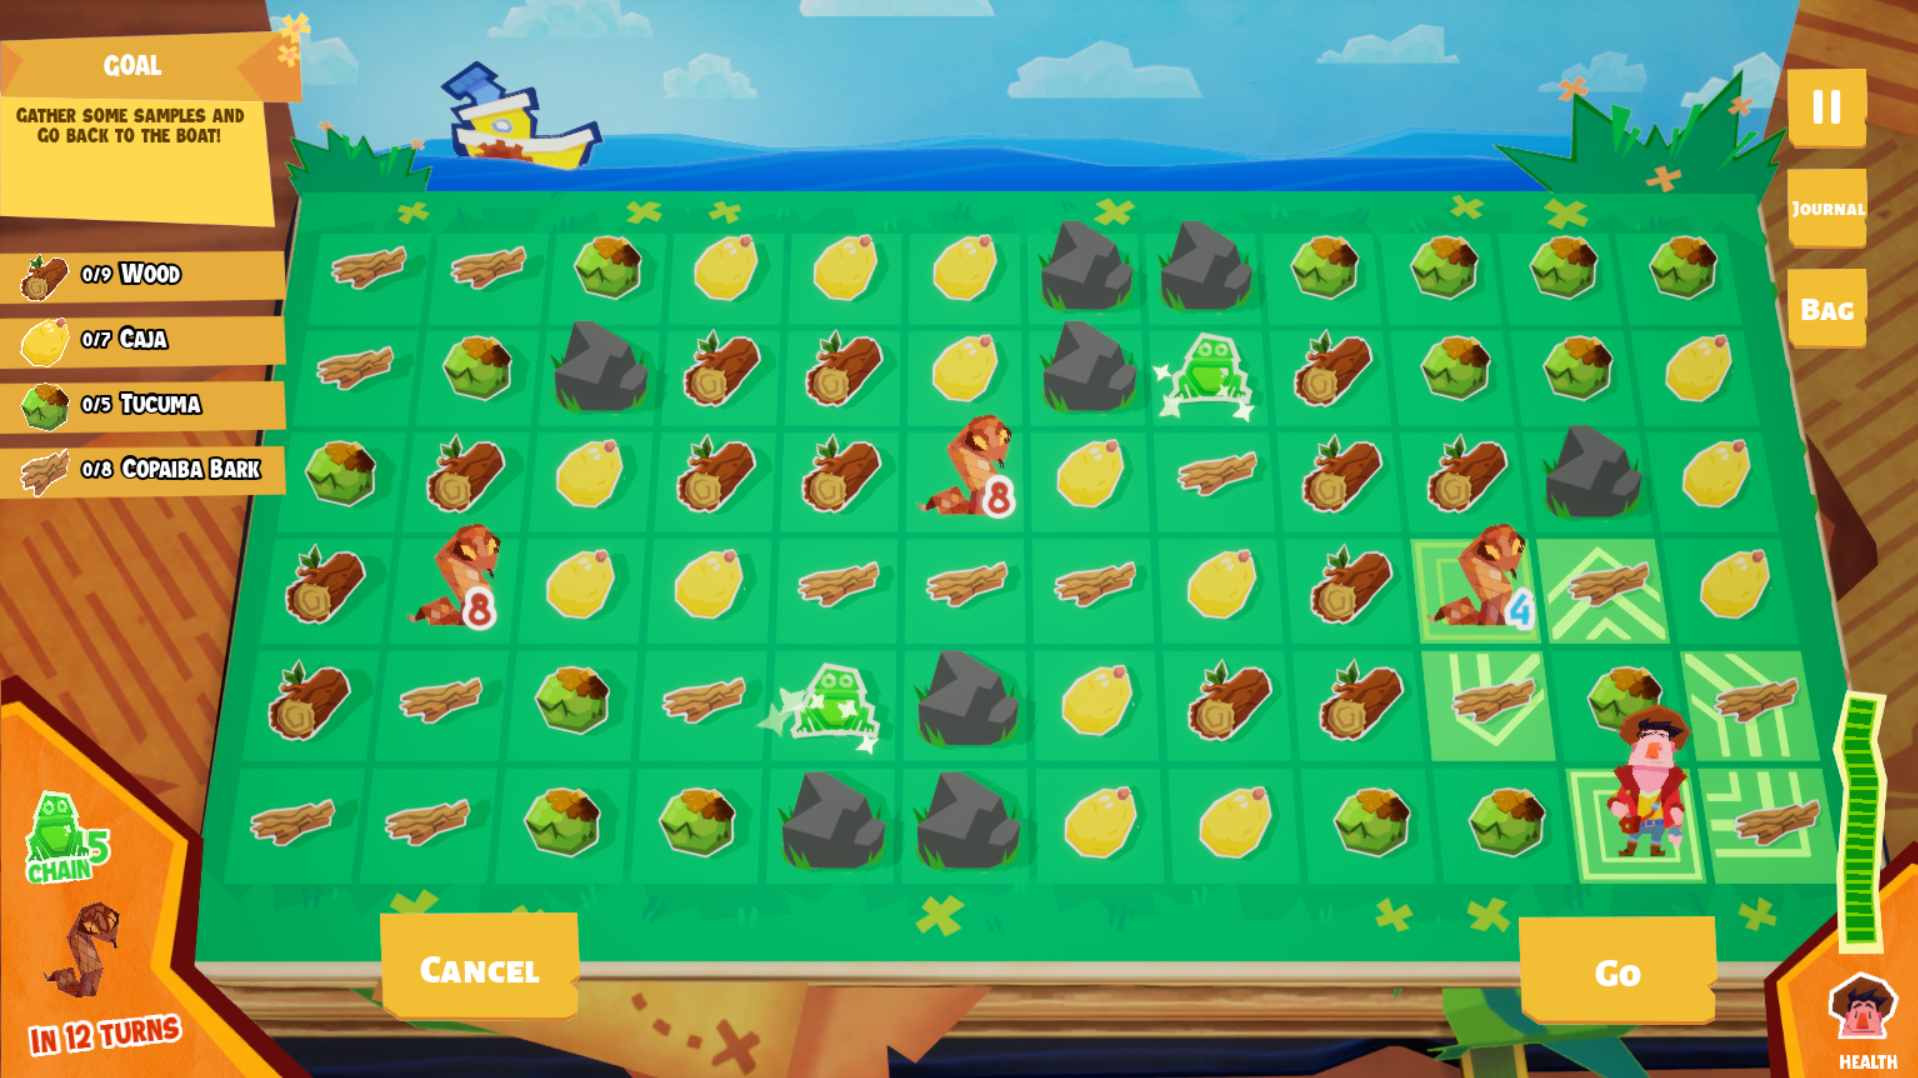 GOAL
GATHER SOME SAMPLES AND
GO BACK TO THE BOAT!
0/9 WOOD
0/7 CAJA
0/5 TUCUMA
0/8 COPAIBA BARK
JOURNAL
BAG
8
8
4
5
CHAIN
IN 12 TURNS
CANCEL
GO
HEALTH